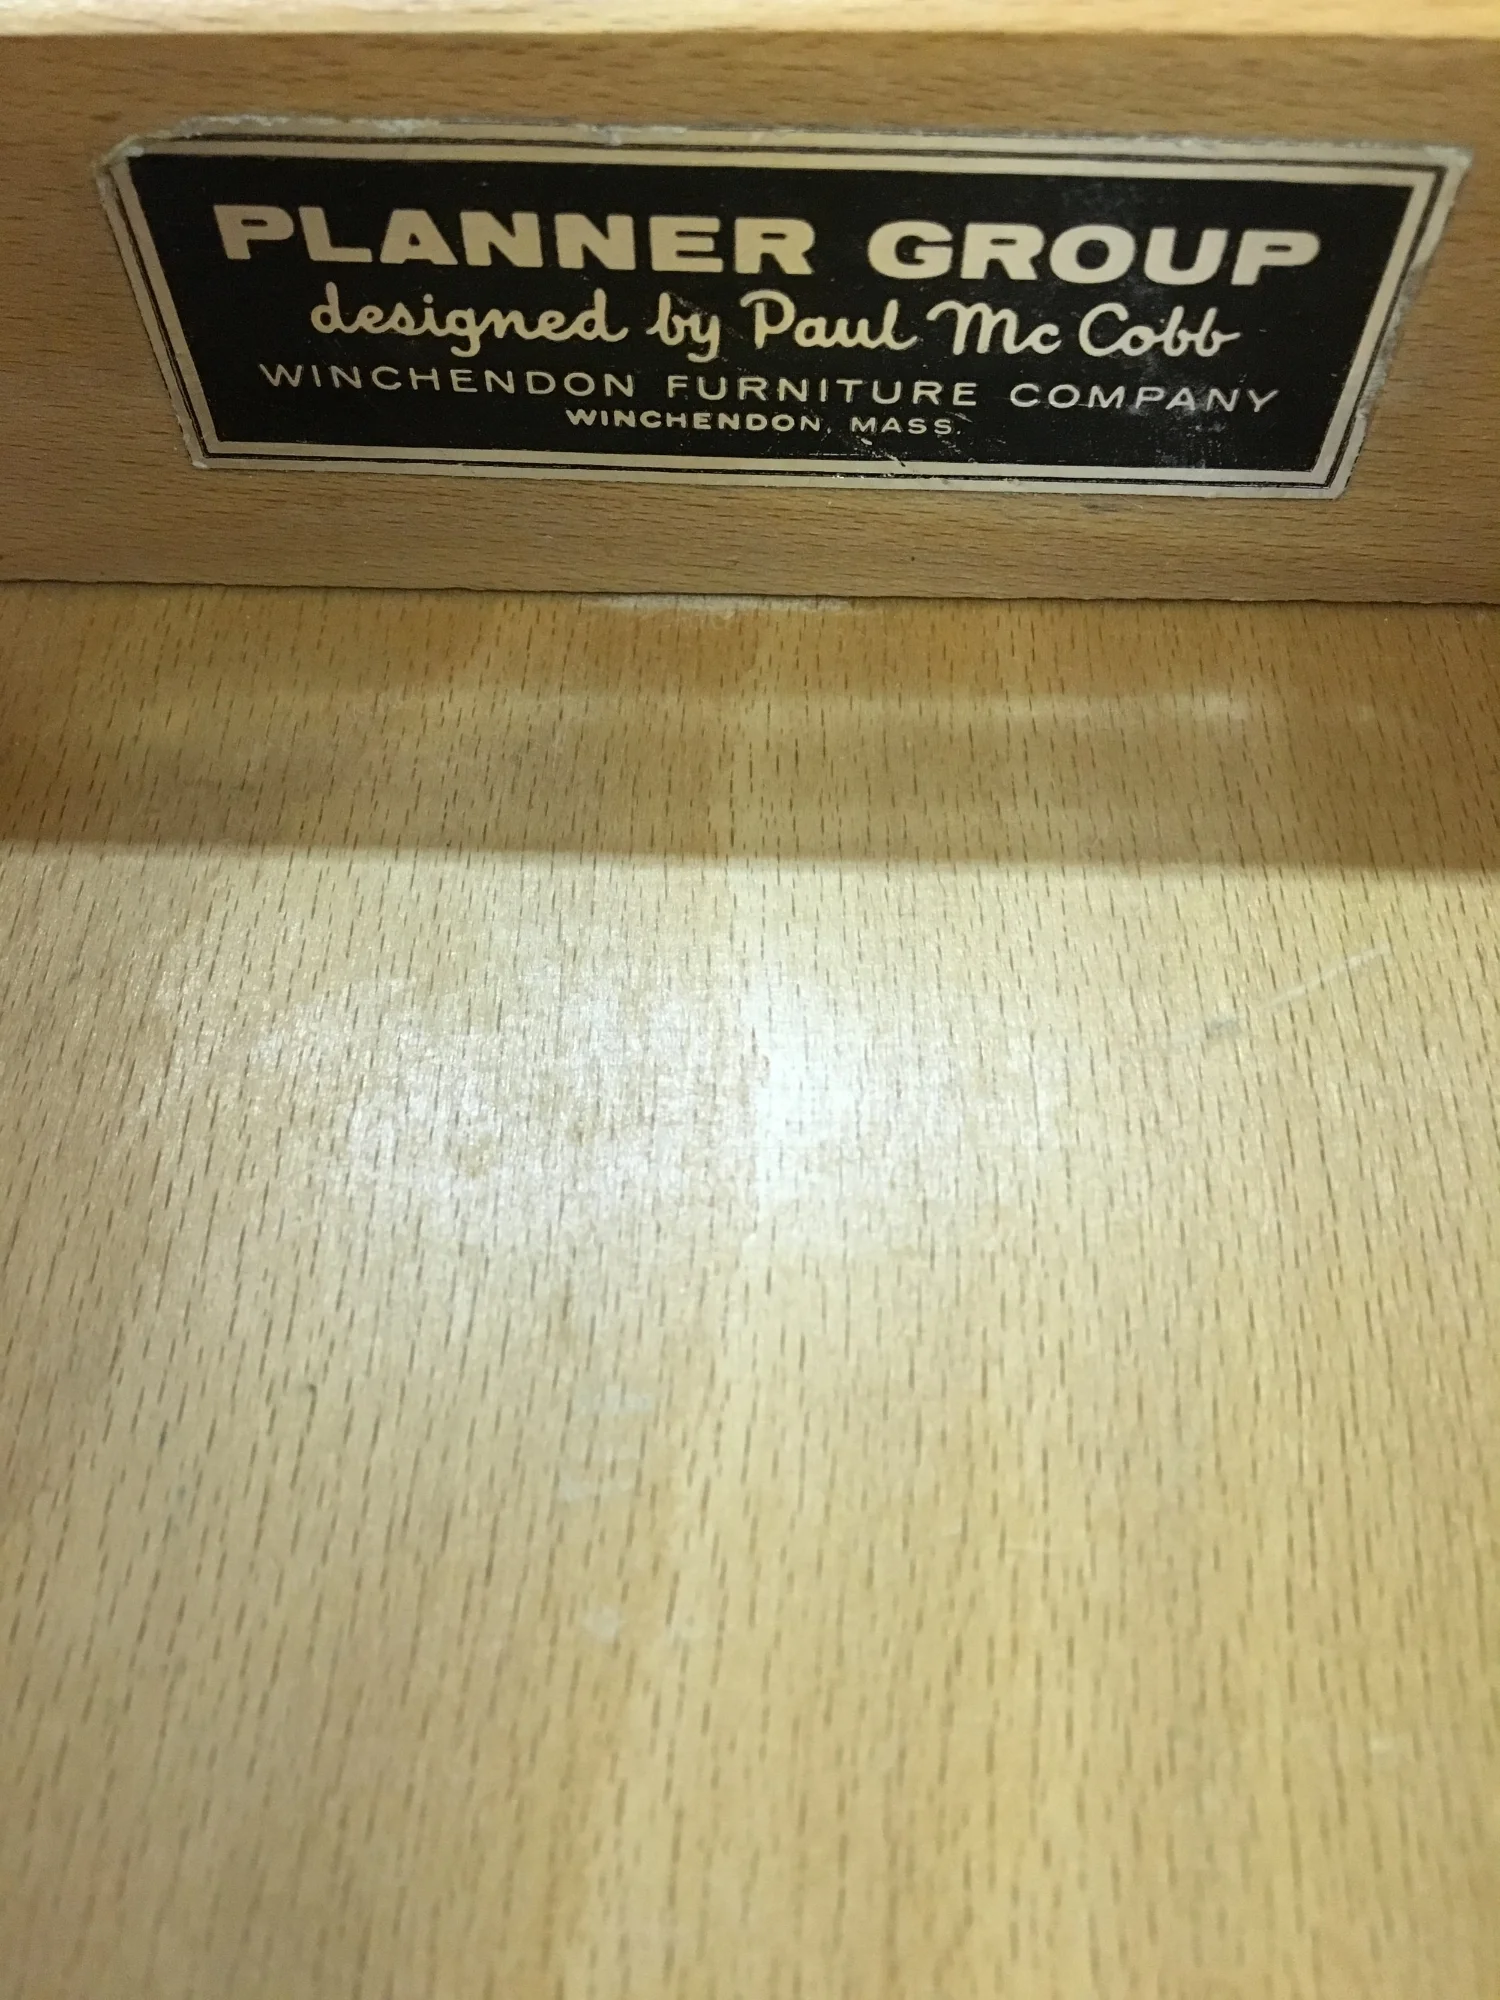 PLANNER GROUP
designed by Paul Mc Cobb
WINCHENDON FURNITURE COMPANY
WINCHENDON, MASS.